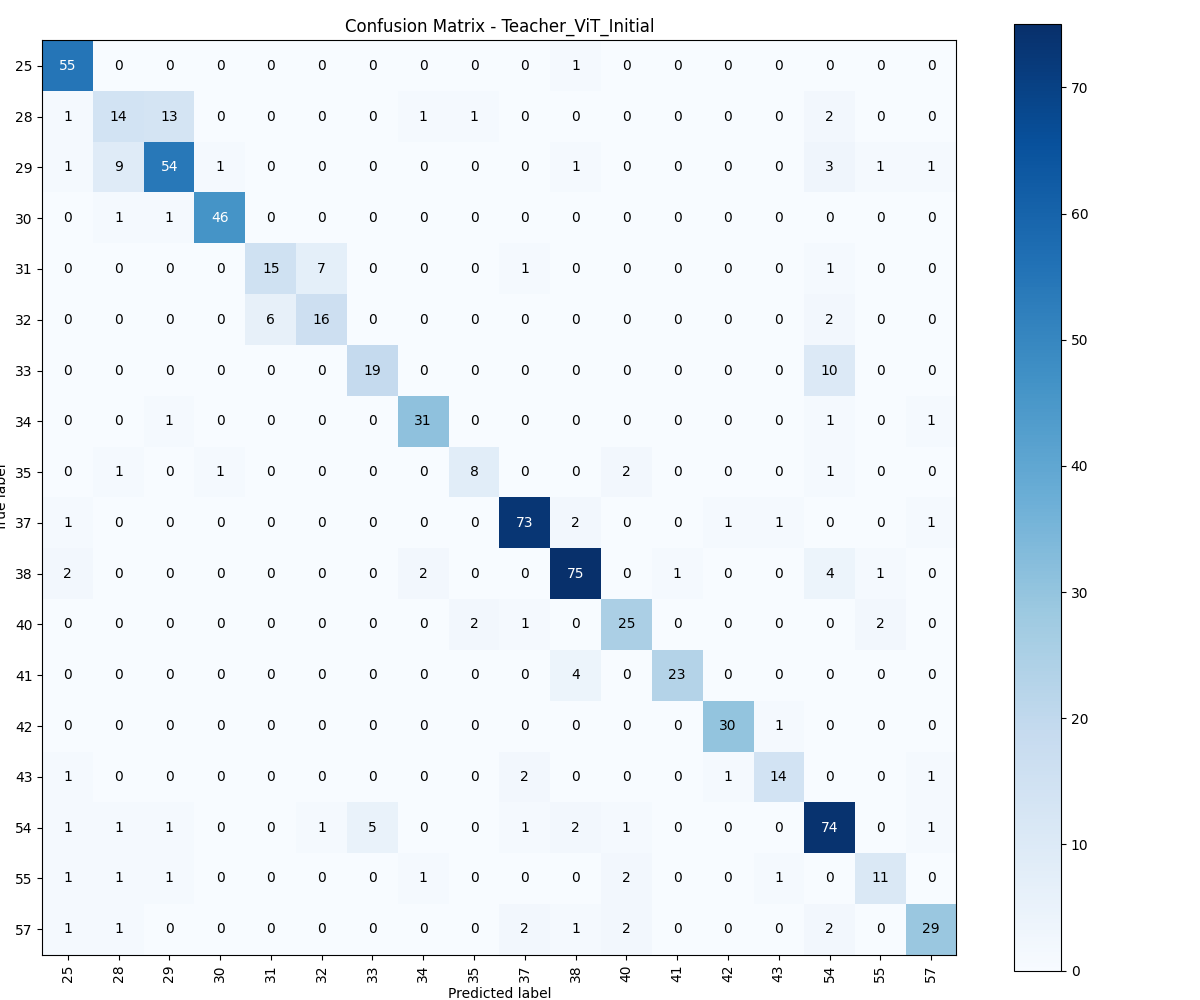 Confusion Matrix - Teacher_ViT_Initial
25 55 0 0 0 0 0 0 0 0 0 1 0 0 0 0 0 0 0
28 1 14 13 0 0 0 0 1 1 0 0 0 0 0 0 2 0 0
29 1 9 54 1 0 0 0 0 0 0 1 0 0 0 0 3 1 1
30 0 1 1 46 0 0 0 0 0 0 0 0 0 0 0 0 0 0
31 0 0 0 0 15 7 0 0 0 1 0 0 0 0 0 1 0 0
32 0 0 0 0 6 16 0 0 0 0 0 0 0 0 0 2 0 0
33 0 0 0 0 0 0 19 0 0 0 0 0 0 0 0 10 0 0
34 0 0 1 0 0 0 0 31 0 0 0 0 0 0 0 1 0 1
35 0 1 0 1 0 0 0 0 8 0 0 2 0 0 0 1 0 0
37 1 0 0 0 0 0 0 0 0 73 2 0 0 1 1 0 0 1
38 2 0 0 0 0 0 0 2 0 0 75 0 1 0 0 4 1 0
40 0 0 0 0 0 0 0 0 2 1 0 25 0 0 0 0 2 0
41 0 0 0 0 0 0 0 0 0 0 4 0 23 0 0 0 0 0
42 0 0 0 0 0 0 0 0 0 0 0 0 0 30 1 0 0 0
43 1 0 0 0 0 0 0 0 0 2 0 0 0 1 14 0 0 1
54 1 1 1 0 0 1 5 0 0 1 2 1 0 0 0 74 0 1
55 1 1 1 0 0 0 0 1 0 0 0 2 0 0 1 0 11 0
57 1 1 0 0 0 0 0 0 0 2 1 2 0 0 0 2 0 29
25 28 29 30 31 32 33 34 35 37 38 40 41 42 43 54 55 57
Predicted label
True label
70
60
50
40
30
20
10
0